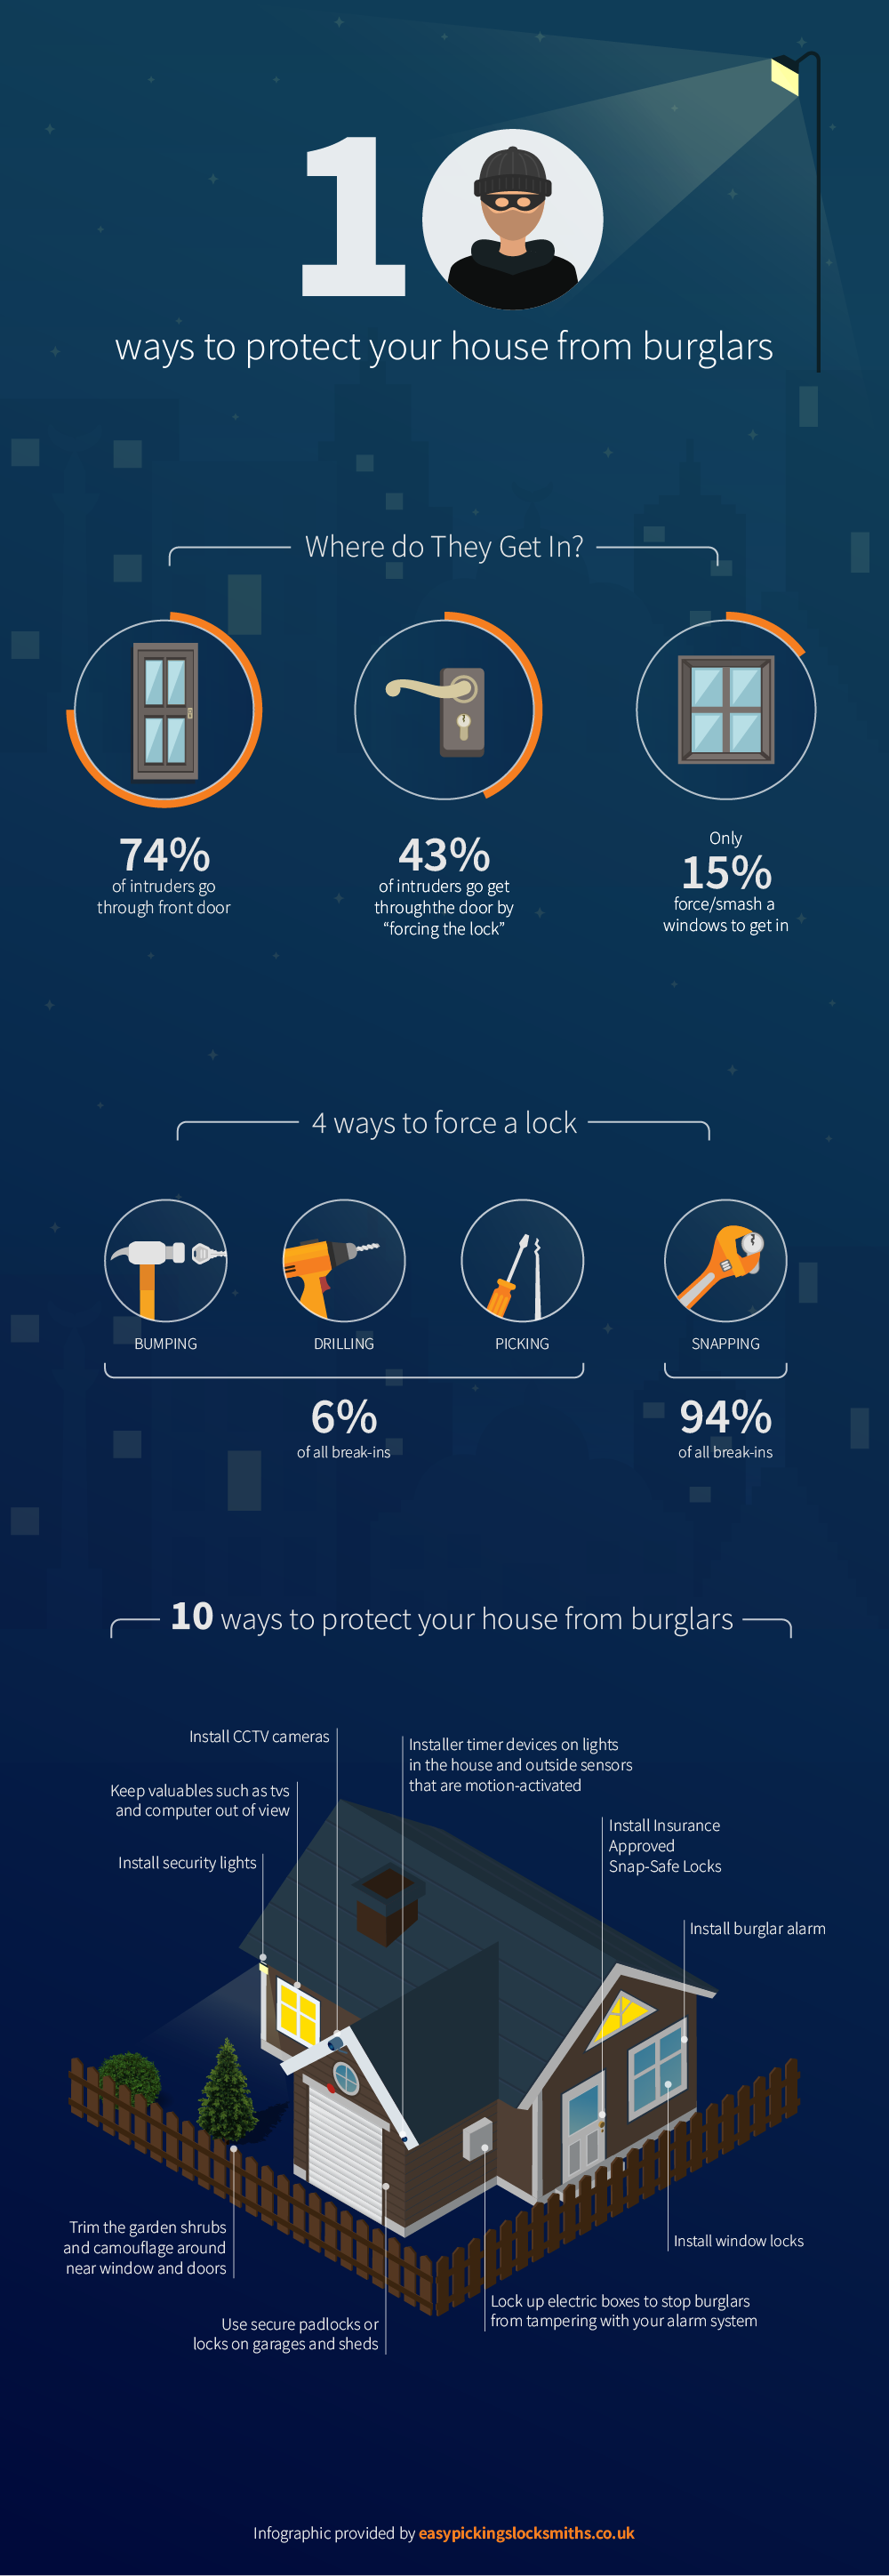 10
ways to protect your house from burglars
Where do They Get In?
74%
of intruders go
through front door
43%
of intruders go get
throughthe door by
“forcing the lock”
Only
15%
force/smash a
windows to get in
4 ways to force a lock
BUMPING
DRILLING
PICKING
SNAPPING
6%
of all break-ins
94%
of all break-ins
10 ways to protect your house from burglars
Install CCTV cameras
Installer timer devices on lights
in the house and outside sensors
that are motion-activated
Keep valuables such as tvs
and computer out of view
Install Insurance
Approved
Snap-Safe Locks
Install security lights
Install burglar alarm
Trim the garden shrubs
and camouflage around
near window and doors
Install window locks
Lock up electric boxes to stop burglars
from tampering with your alarm system
Use secure padlocks or
locks on garages and sheds
Infographic provided by easypickingslocksmiths.co.uk